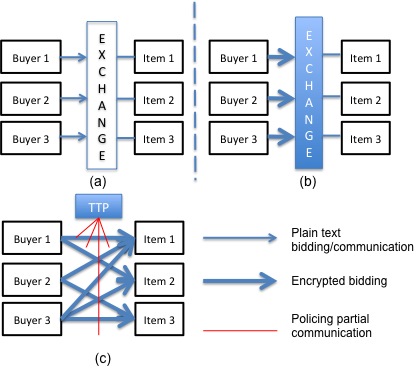 Buyer 1
Buyer 2
Buyer 3
EXCHANGE
Item 1
Item 2
Item 3
(a)
Buyer 1
Buyer 2
Buyer 3
EXCHANGE
Item 1
Item 2
Item 3
(b)
TTP
Buyer 1
Buyer 2
Buyer 3
Item 1
Item 2
Item 3
(c)
Plain text
bidding/communication
Encrypted bidding
Policing partial
communication